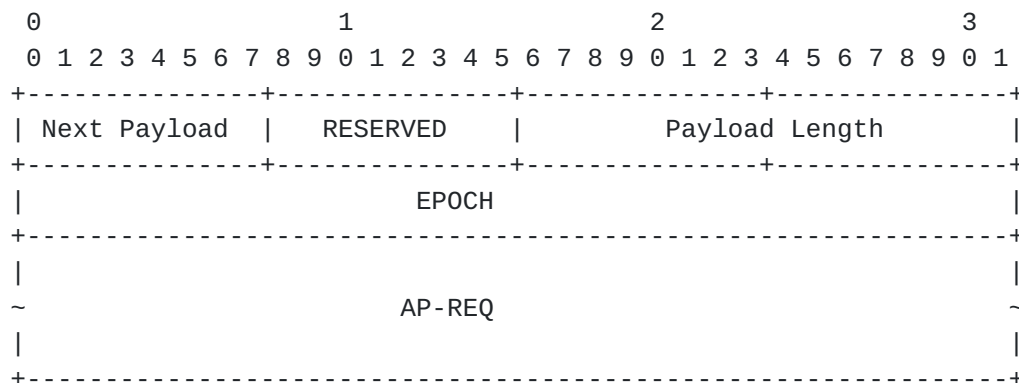 0                   1                   2                   3
 0 1 2 3 4 5 6 7 8 9 0 1 2 3 4 5 6 7 8 9 0 1 2 3 4 5 6 7 8 9 0 1
+---------------+---------------+---------------+---------------+
| Next Payload  |   RESERVED    |         Payload Length        |
+---------------+---------------+---------------+---------------+
|                         EPOCH                                 |
+---------------------------------------------------------------+
|                                                               |
~                        AP-REQ                                 ~
|                                                               |
+---------------------------------------------------------------+